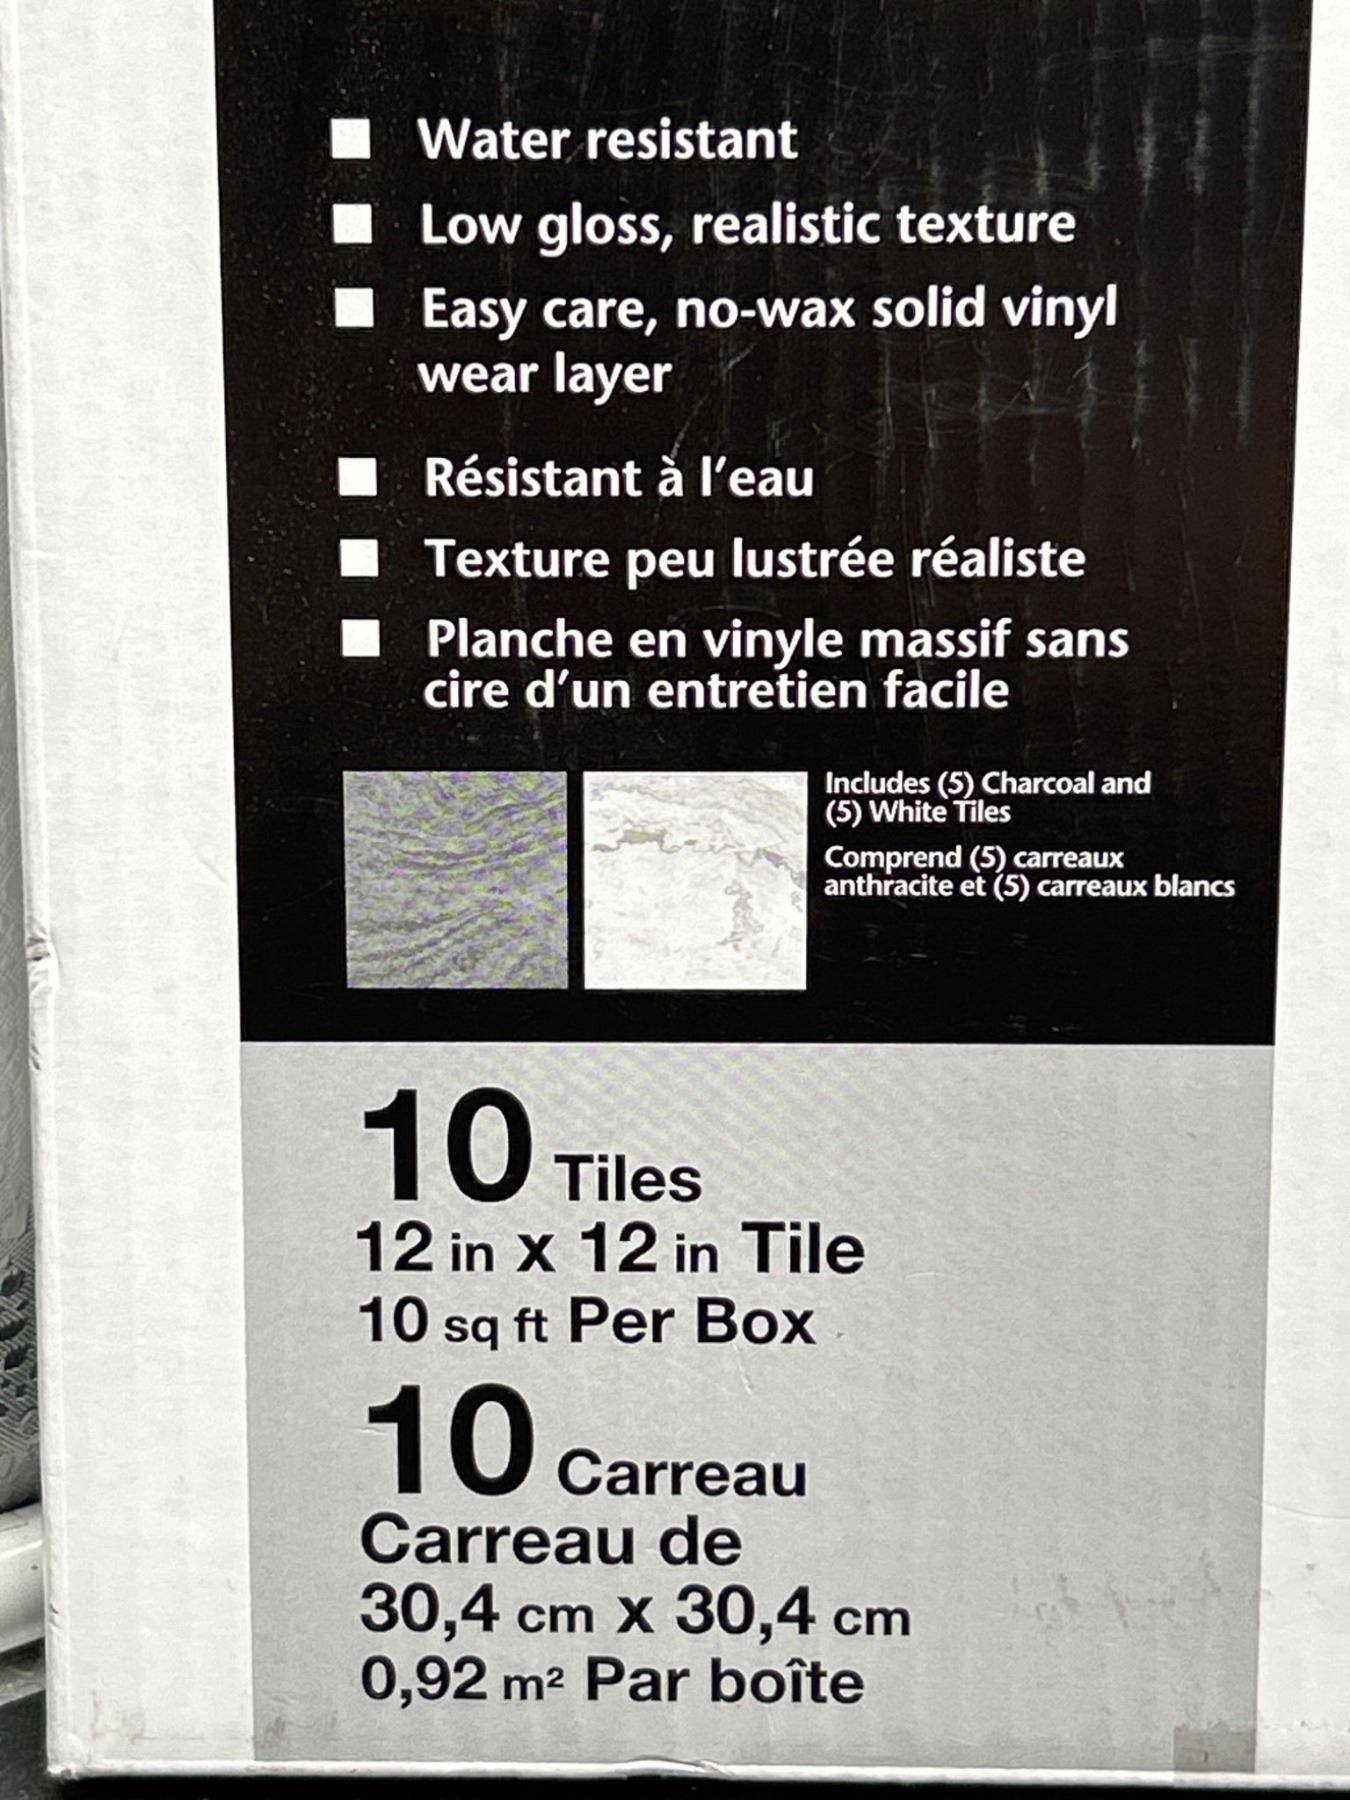 Water resistant
Low gloss, realistic texture
Easy care, no-wax solid vinyl
wear layer
Résistant à l'eau
Texture peu lustrée réaliste
Planche en vinyle massif sans
cire d'un entretien facile
Includes (5) Charcoal and
(5) White Tiles
Comprend (5) carreaux
anthracite et (5) carreaux blancs
10 Tiles
12 in x 12 in Tile
10 sq ft Per Box
10 Carreau
Carreau de
30,4 cm x 30,4 cm
0,92 m² Par boîte